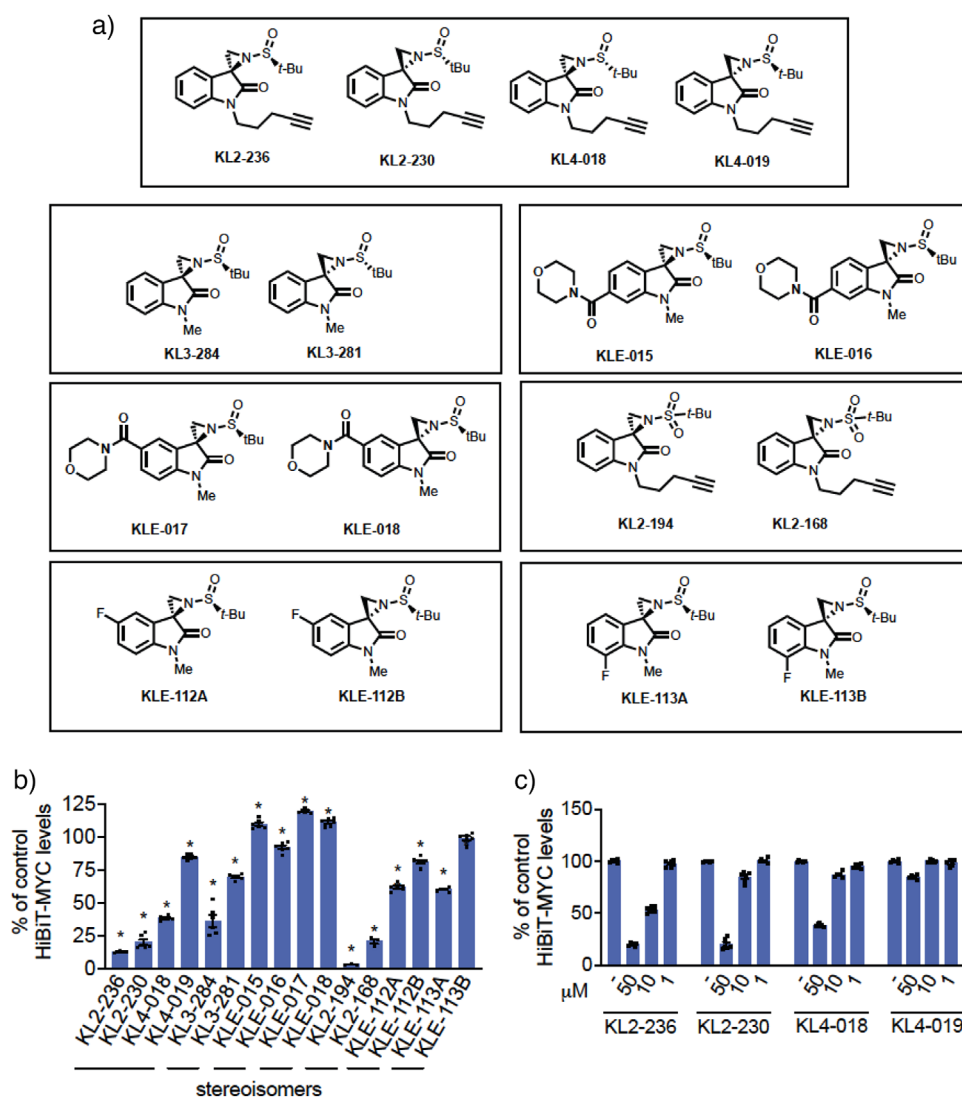 a)
O
N-S
t-Bu
O
N
KL2-236
O
N-S
t-Bu
O
N
KL2-230
O
N-S
t-Bu
O
N
KL4-018
O
N-S
t-Bu
O
N
KL4-019
O
N-S
tBu
O
N
Me
KL3-284
O
N-S
tBu
O
N
Me
KL3-281
O
N-S
tBu
O
N
O
N
Me
O
KLE-015
O
N-S
tBu
O
N
O
N
Me
O
KLE-016
O
O
N-S
tBu
N
O
O
N
Me
KLE-017
O
O
N-S
tBu
N
O
O
N
Me
KLE-018
O
N-S-t-Bu
O
O
N
KL2-194
O
N-S-t-Bu
O
O
N
KL2-168
O
N-S
t-Bu
F
O
N
Me
KLE-112A
O
N-S
t-Bu
F
O
N
Me
KLE-112B
O
N-S
t-Bu
O
N
F
Me
KLE-113A
O
N-S
t-Bu
O
N
F
Me
KLE-113B
b)
% of control
HiBiT-MYC levels
125
100
75
50
25
0
* * * * * * * * * * * * * * *
KL2-236
KL2-230
KL4-018
KL4-019
KL3-284
KL3-281
KLE-015
KLE-016
KLE-017
KLE-018
KL2-194
KL2-168
KLE-112A
KLE-112B
KLE-113A
KLE-113B
stereoisomers
c)
% of control
HiBiT-MYC levels
150
100
50
0
μM
- 50 10 1 - 50 10 1 - 50 10 1 - 50 10 1
KL2-236 KL2-230 KL4-018 KL4-019